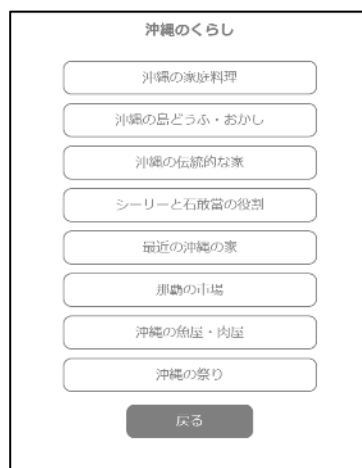 沖縄のくらし
沖縄の家庭料理
沖縄の島どうふ・おかし
沖縄の伝統的な家
シーリーと石敢當の役割
最近の沖縄の家
那覇の市場
沖縄の魚屋・肉屋
沖縄の祭り
戻る